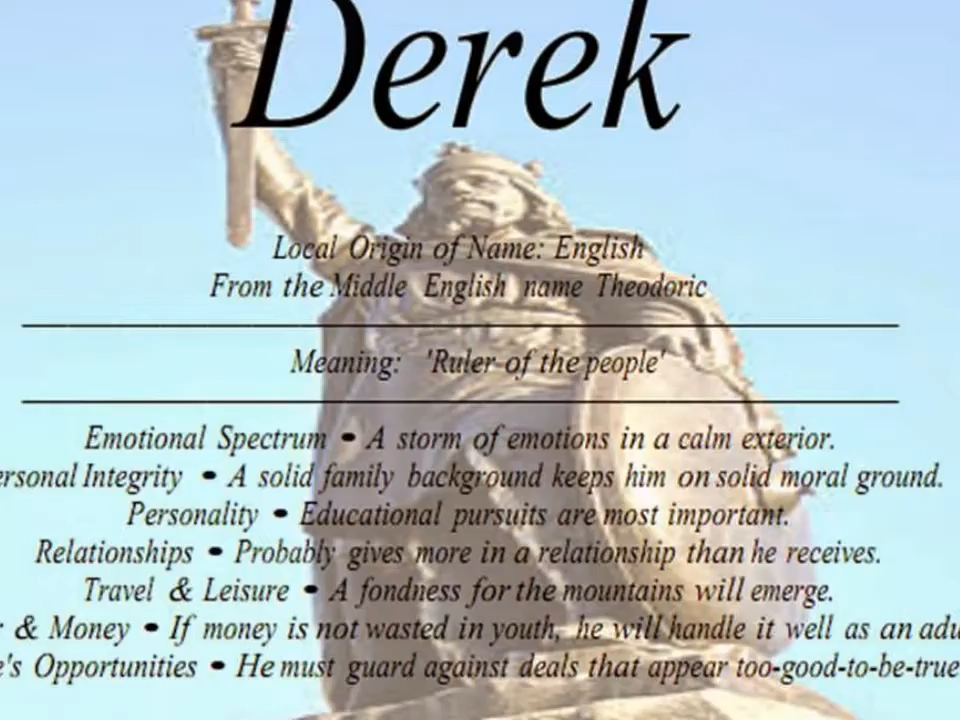 Derek
Local Origin of Name: English
From the Middle English name Theodoric
Meaning: 'Ruler of the people'
Emotional Spectrum • A storm of emotions in a calm exterior.
ersonal Integrity • A solid family background keeps him on solid moral ground.
Personality • Educational pursuits are most important.
Relationships • Probably gives more in a relationship than he receives.
Travel & Leisure • A fondness for the mountains will emerge.
& Money • If money is not wasted in youth, he will handle it well as an adu
e's Opportunities • He must guard against deals that appear too-good-to-be-true